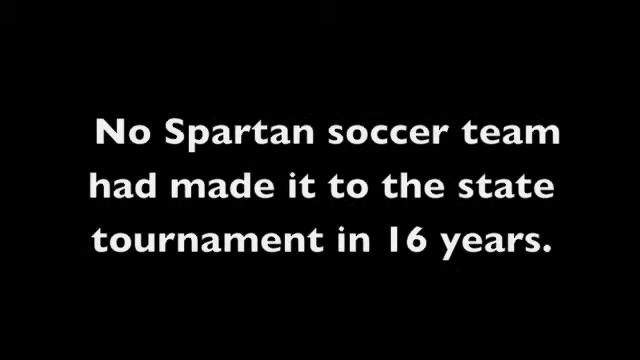 No Spartan soccer team
had made it to the state
tournament in 16 years.